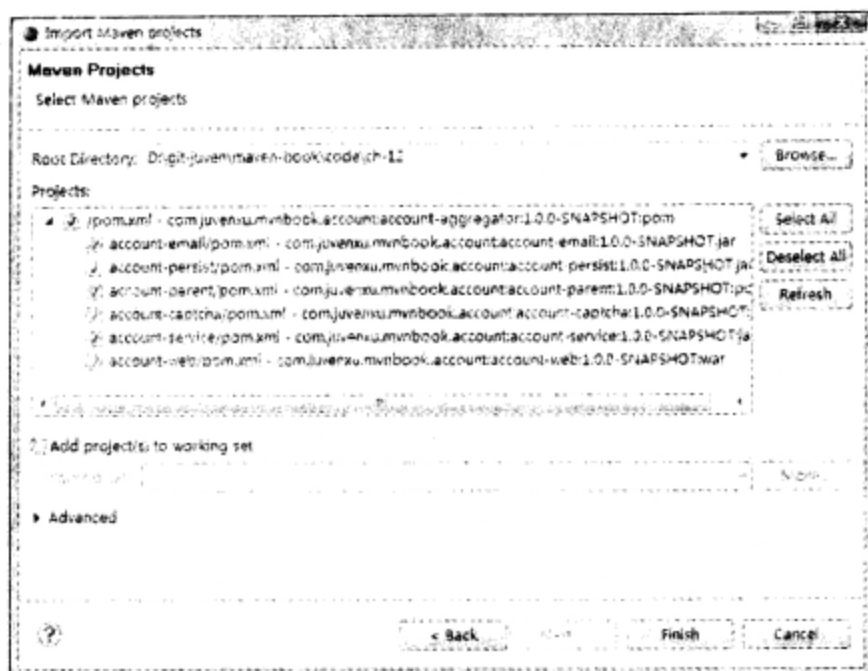 Import Maven projects
Maven Projects
Select Maven projects
Root Directory: D:\git-juven\maven-book\code\ch-12
Browse...
Projects:
/pom.xml - com.juvenxu.mvnbook.account:account-aggregator:1.0.0-SNAPSHOT:pom
account-email/pom.xml - com.juvenxu.mvnbook.account:account-email:1.0.0-SNAPSHOT:jar
account-persist/pom.xml - com.juvenxu.mvnbook.account:account-persist:1.0.0-SNAPSHOT:jar
account-parent/pom.xml - com.juvenxu.mvnbook.account:account-parent:1.0.0-SNAPSHOT:po
account-captcha/pom.xml - com.juvenxu.mvnbook.account:account-captcha:1.0.0-SNAPSHOT:
account-service/pom.xml - com.juvenxu.mvnbook.account:account-service:1.0.0-SNAPSHOT:ja
account-web/pom.xml - com.juvenxu.mvnbook.account:account-web:1.0.0-SNAPSHOT:war
Select All
Deselect All
Refresh
Add project(s) to working set
Advanced
?
< Back
Finish
Cancel